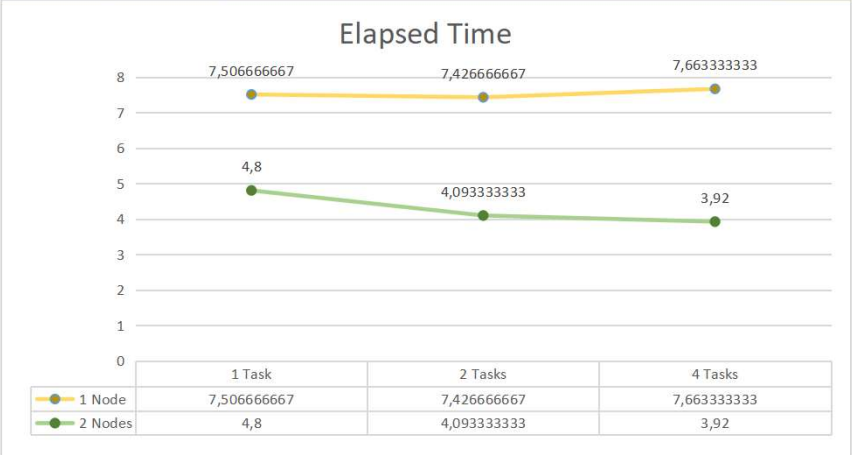 Elapsed Time
7,506666667 7,426666667 7,663333333
8
7
6
5
4
3
2
1
0
4,8 4,093333333 3,92
1 Task 2 Tasks 4 Tasks
1 Node 7,506666667 7,426666667 7,663333333
2 Nodes 4,8 4,093333333 3,92